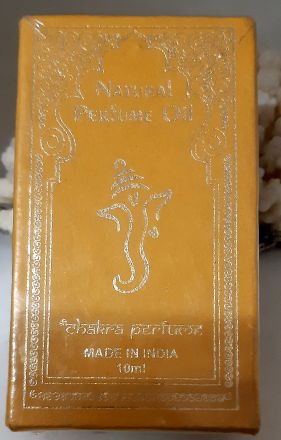 Natural
Perfume Oil
chakra perfume
MADE IN INDIA
10ml